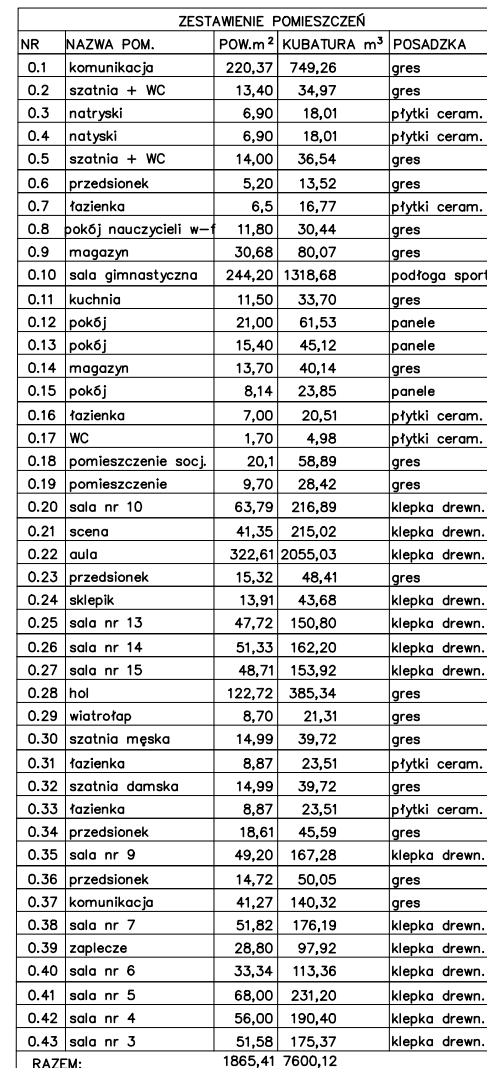 ZESTAWIENIE POMIESZCZEŃ
NR NAZWA POM. POW.m² KUBATURA m³ POSADZKA
0.1 komunikacja 220,37 749,26 gres
0.2 szatnia + WC 13,40 34,97 gres
0.3 natryski 6,90 18,01 płytki ceram.
0.4 natyski 6,90 18,01 płytki ceram.
0.5 szatnia + WC 14,00 36,54 gres
0.6 przedsionek 5,20 13,52 gres
0.7 łazienka 6,5 16,77 płytki ceram.
0.8 pokój nauczycieli w-f 11,80 30,44 gres
0.9 magazyn 30,68 80,07 gres
0.10 sala gimnastyczna 244,20 1318,68 podłoga sport
0.11 kuchnia 11,50 33,70 gres
0.12 pokój 21,00 61,53 panele
0.13 pokój 15,40 45,12 panele
0.14 magazyn 13,70 40,14 gres
0.15 pokój 8,14 23,85 panele
0.16 łazienka 7,00 20,51 płytki ceram.
0.17 WC 1,70 4,98 płytki ceram.
0.18 pomieszczenie socj. 20,1 58,89 gres
0.19 pomieszczenie 9,70 28,42 gres
0.20 sala nr 10 63,79 216,89 klepka drewn.
0.21 scena 41,35 215,02 klepka drewn.
0.22 aula 322,61 2055,03 klepka drewn.
0.23 przedsionek 15,32 48,41 gres
0.24 sklepik 13,91 43,68 klepka drewn.
0.25 sala nr 13 47,72 150,80 klepka drewn.
0.26 sala nr 14 51,33 162,20 klepka drewn.
0.27 sala nr 15 48,71 153,92 klepka drewn.
0.28 hol 122,72 385,34 gres
0.29 wiatrołap 8,70 21,31 gres
0.30 szatnia męska 14,99 39,72 gres
0.31 łazienka 8,87 23,51 płytki ceram.
0.32 szatnia damska 14,99 39,72 gres
0.33 łazienka 8,87 23,51 płytki ceram.
0.34 przedsionek 18,61 45,59 gres
0.35 sala nr 9 49,20 167,28 klepka drewn.
0.36 przedsionek 14,72 50,05 gres
0.37 komunikacja 41,27 140,32 gres
0.38 sala nr 7 51,82 176,19 klepka drewn.
0.39 zaplecze 28,80 97,92 klepka drewn.
0.40 sala nr 6 33,34 113,36 klepka drewn.
0.41 sala nr 5 68,00 231,20 klepka drewn.
0.42 sala nr 4 56,00 190,40 klepka drewn.
0.43 sala nr 3 51,58 175,37 klepka drewn.
RAZEM: 1865,41 7600,12